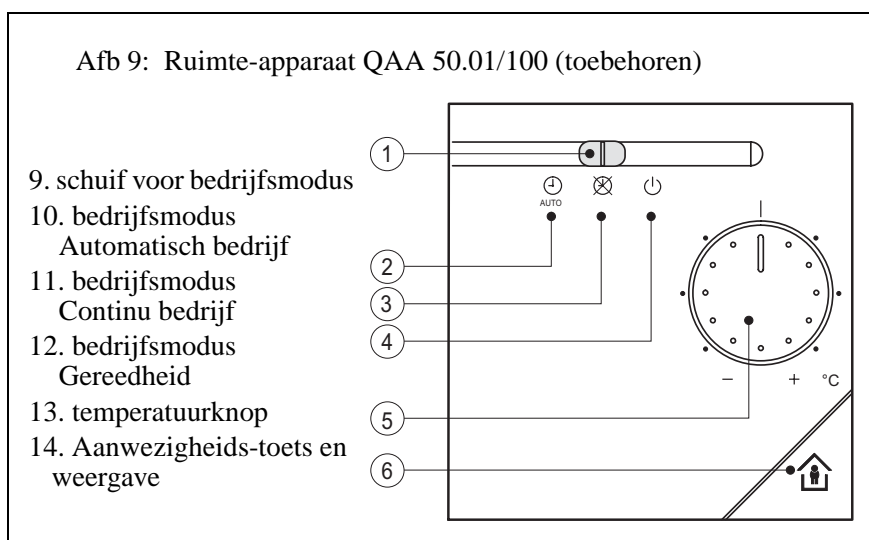 Afb 9: Ruimte-apparaat QAA 50.01/100 (toebehoren)
9. schuif voor bedrijfsmodus
10. bedrijfsmodus
Automatisch bedrijf
11. bedrijfsmodus
Continu bedrijf
12. bedrijfsmodus
Gereedheid
13. temperatuurknop
14. Aanwezigheids-toets en
weergave
1
AUTO
2
3
4
− + °C
5
6